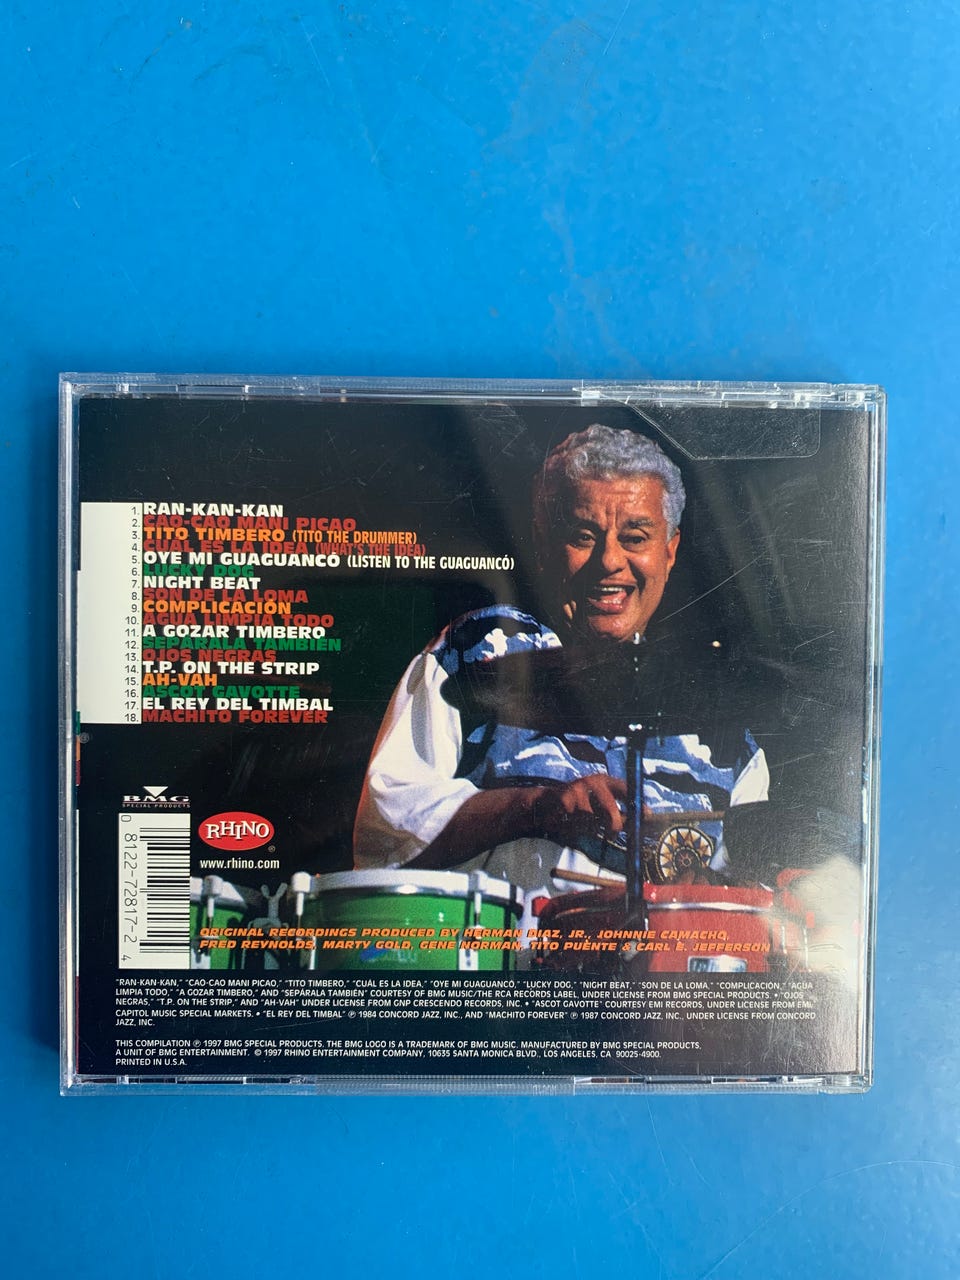 1. RAN-KAN-KAN
2. CAO-CAO MANI PICAO
3. TITO TIMBERO (TITO THE DRUMMER)
4. CUÁL ES LA IDEA (WHAT'S THE IDEA)
5. OYE MI GUAGUANCÓ (LISTEN TO THE GUAGUANCÓ)
6. LUCKY DOG
7. NIGHT BEAT
8. SON DE LA LOMA
9. COMPLICACIÓN
10. AGUA LIMPIA TODO
11. A GOZAR TIMBERO
12. SEPÁRALA TAMBIÉN
13. OJOS NEGRAS
14. T.P. ON THE STRIP
15. AH-VAH
16. ASCOT GAVOTTE
17. EL REY DEL TIMBAL
18. MACHITO FOREVER
BMG
SPECIAL PRODUCTS
RHINO®
www.rhino.com
0 8122-72817-2 4
ORIGINAL RECORDINGS PRODUCED BY HERMAN DIAZ, JR., JOHNNIE CAMACHO,
FRED REYNOLDS, MARTY GOLD, GENE NORMAN, TITO PUENTE & CARL E. JEFFERSON
"RAN-KAN-KAN," "CAO-CAO MANI PICAO," "TITO TIMBERO," "CUÁL ES LA IDEA," "OYE MI GUAGUANCÓ," "LUCKY DOG," "NIGHT BEAT," "SON DE LA LOMA," "COMPLICACIÓN," "AGUA
LIMPIA TODO," "A GOZAR TIMBERO," AND "SEPÁRALA TAMBIÉN" COURTESY OF BMG MUSIC/THE RCA RECORDS LABEL, UNDER LICENSE FROM BMG SPECIAL PRODUCTS. • "OJOS
NEGRAS," "T.P. ON THE STRIP," AND "AH-VAH" UNDER LICENSE FROM GNP CRESCENDO RECORDS, INC. • "ASCOT GAVOTTE" COURTESY EMI RECORDS, UNDER LICENSE FROM EMI-
CAPITOL MUSIC SPECIAL MARKETS. • "EL REY DEL TIMBAL" ℗ 1984 CONCORD JAZZ, INC., AND "MACHITO FOREVER" ℗ 1987 CONCORD JAZZ, INC., UNDER LICENSE FROM CONCORD
JAZZ, INC.
THIS COMPILATION ℗ 1997 BMG SPECIAL PRODUCTS. THE BMG LOGO IS A TRADEMARK OF BMG MUSIC. MANUFACTURED BY BMG SPECIAL PRODUCTS,
A UNIT OF BMG ENTERTAINMENT. © 1997 RHINO ENTERTAINMENT COMPANY, 10635 SANTA MONICA BLVD., LOS ANGELES, CA 90025-4900.
PRINTED IN U.S.A.